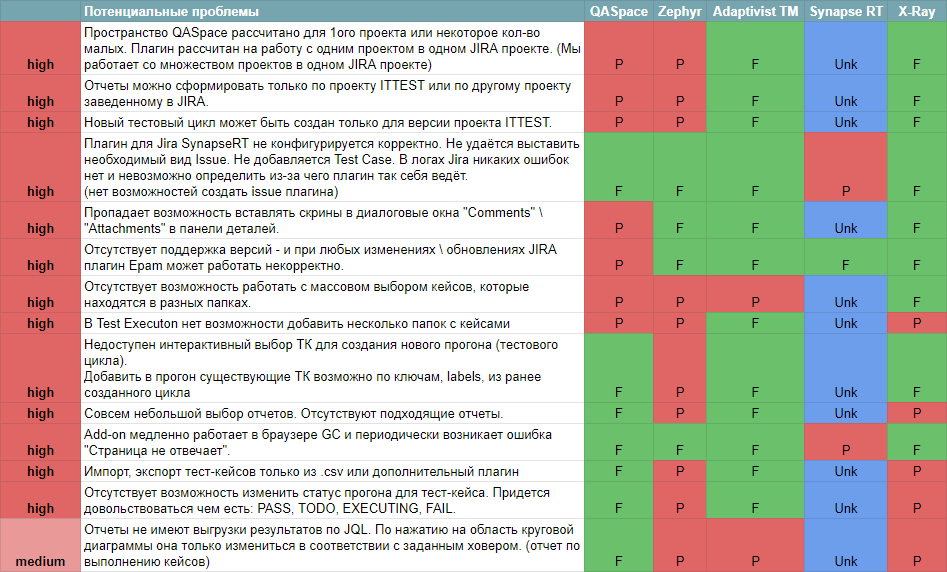 Потенциальные проблемы QASpace Zephyr Adaptivist TM Synapse RT X-Ray
Пространство QASpace рассчитано для 1ого проекта или некоторое кол-во
малых. Плагин рассчитан на работу с одним проектом в одном JIRA проекте. (Мы
high работает со множеством проектов в одном JIRA проекте) P P F Unk F
Отчеты можно сформировать только по проекту ITTEST или по другому проекту
high заведенному в JIRA. P P F Unk F
high Новый тестовый цикл может быть создан только для версии проекта ITTEST. P P F Unk F
Плагин для Jira SynapseRT не конфигурируется корректно. Не удаётся выставить
необходимый вид Issue. Не добавляется Test Case. В логах Jira никаких ошибок
нет и невозможно определить из-за чего плагин так себя ведёт.
high (нет возможностей создать issue плагина) F F F P F
Пропадает возможность вставлять скрины в диалоговые окна "Comments" \
high "Attachments" в панели деталей. P F F Unk F
Отсутствует поддержка версий - и при любых изменениях \ обновлениях JIRA
high плагин Epam может работать некорректно. P F F F F
Отсутствует возможность работать с массовом выбором кейсов, которые
high находятся в разных папках. P P P Unk F
high В Test Executon нет возможности добавить несколько папок с кейсами P P F Unk P
Недоступен интерактивный выбор ТК для создания нового прогона (тестового
цикла).
Добавить в прогон существующие ТК возможно по ключам, labels, из ранее
high созданного цикла F P F Unk F
high Совсем небольшой выбор отчетов. Отсутствуют подходящие отчеты. F P F Unk P
Add-on медленно работает в браузере GC и периодически возникает ошибка
high "Страница не отвечает". F F F P F
high Импорт, экспорт тест-кейсов только из .csv или дополнительный плагин F P F Unk P
Отсутствует возможность изменить статус прогона для тест-кейса. Придется
high довольствоваться чем есть: PASS, TODO, EXECUTING, FAIL. F P F Unk P
Отчеты не имеют выгрузки результатов по JQL. По нажатию на область круговой
диаграммы она только измениться в соответствии с заданным ховером. (отчет по
medium выполнению кейсов) F P P Unk P